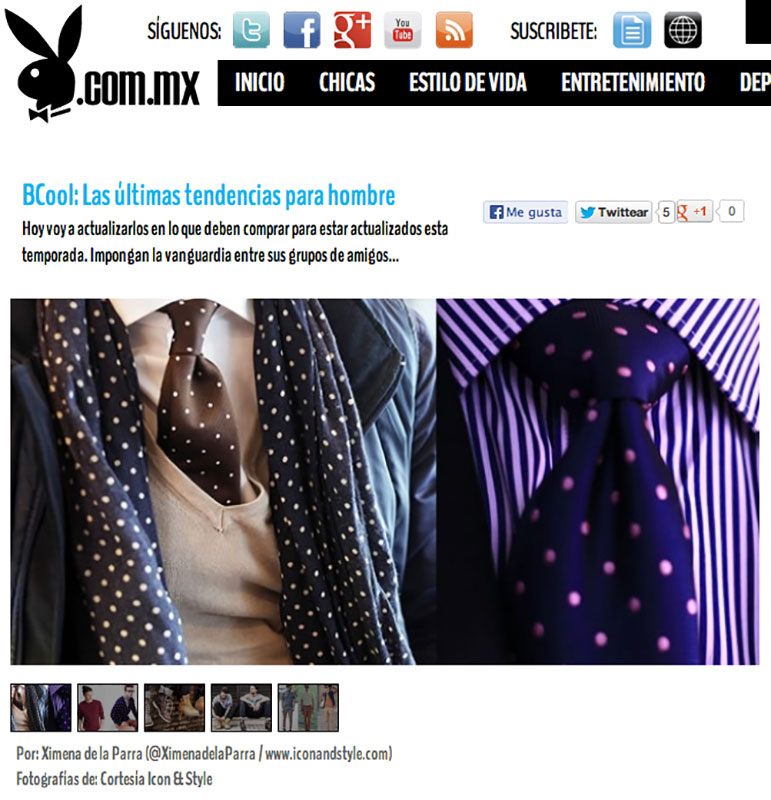 SÍGUENOS:
SUSCRIBETE:
.com.mx
INICIO CHICAS ESTILO DE VIDA ENTRETENIMIENTO DEP
BCool: Las últimas tendencias para hombre
Me gusta Twittear 5 +1 0
Hoy voy a actualizarlos en lo que deben comprar para estar actualizados esta
temporada. Impongan la vanguardia entre sus grupos de amigos...
Por: Ximena de la Parra (@XimenadelaParra / www.iconandstyle.com)
Fotografías de: Cortesia Icon & Style